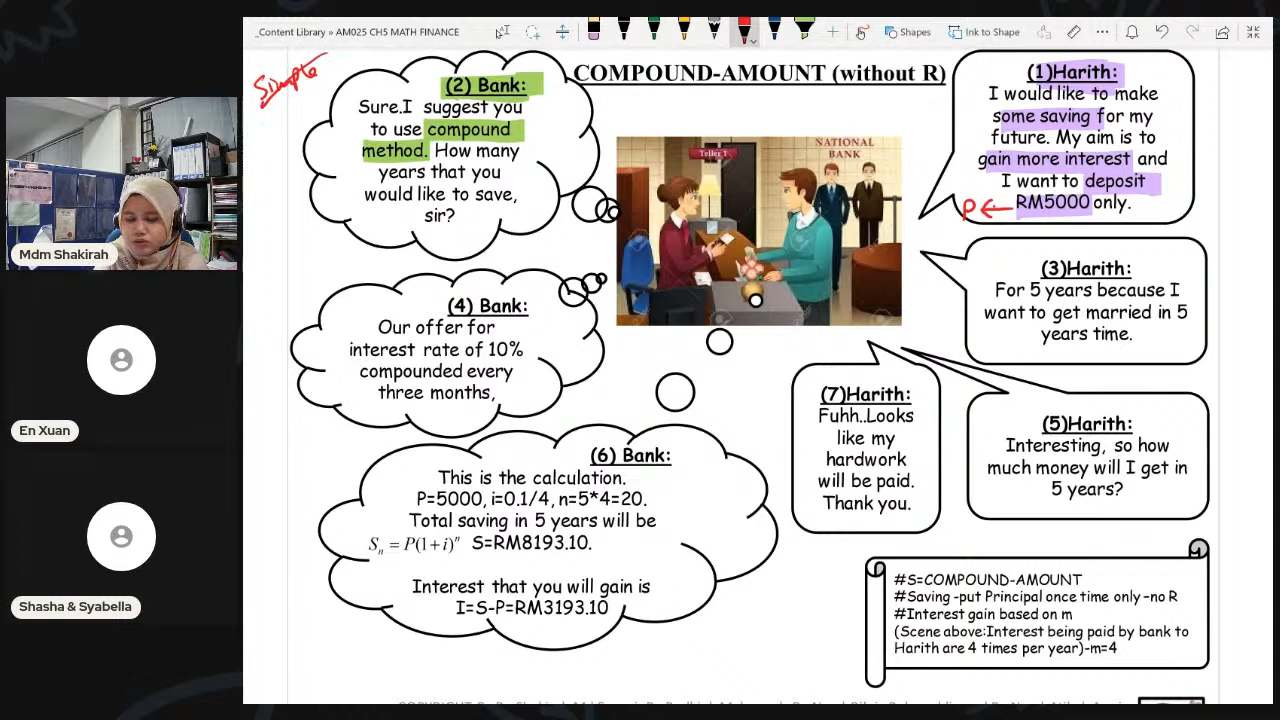 _Content Library » AM025 CH5 MATH FINANCE
Shapes
Ink to Shape
Simple
COMPOUND-AMOUNT (without R)
(1)Harith:
I would like to make
some saving for my
future. My aim is to
gain more interest and
I want to deposit
RM5000 only.
P
(2) Bank:
Sure.I suggest you
to use compound
method. How many
years that you
would like to save,
sir?
Teller 1
NATIONAL
BANK
(3)Harith:
For 5 years because I
want to get married in 5
years time.
(4) Bank:
Our offer for
interest rate of 10%
compounded every
three months,
(5)Harith:
Interesting, so how
much money will I get in
5 years?
(6) Bank:
This is the calculation.
P=5000, i=0.1/4, n=5*4=20.
Total saving in 5 years will be
Sₙ = P(1+i)ⁿ S=RM8193.10.
Interest that you will gain is
I=S-P=RM3193.10
(7)Harith:
Fuhh..Looks
like my
hardwork
will be paid.
Thank you.
#S=COMPOUND-AMOUNT
#Saving -put Principal once time only –no R
#Interest gain based on m
(Scene above:Interest being paid by bank to
Harith are 4 times per year)-m=4
Mdm Shakirah
En Xuan
Shasha & Syabella